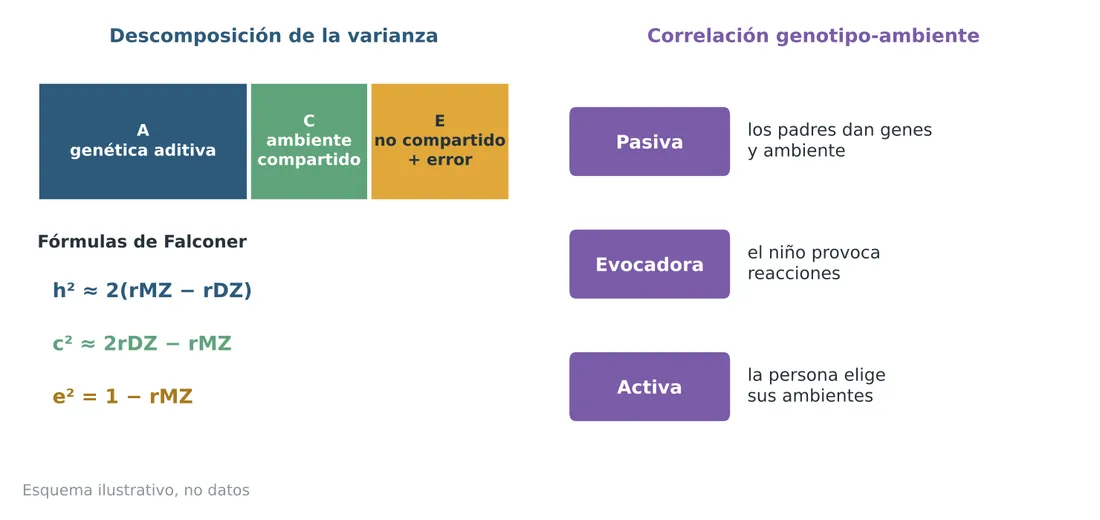 Descomposición de la varianza
A
genética aditiva
C
ambiente
compartido
E
no compartido
+ error
Fórmulas de Falconer
h² ≈ 2(rMZ − rDZ)
c² ≈ 2rDZ − rMZ
e² = 1 − rMZ
Correlación genotipo-ambiente
Pasiva
los padres dan genes
y ambiente
Evocadora
el niño provoca
reacciones
Activa
la persona elige
sus ambientes
Esquema ilustrativo, no datos